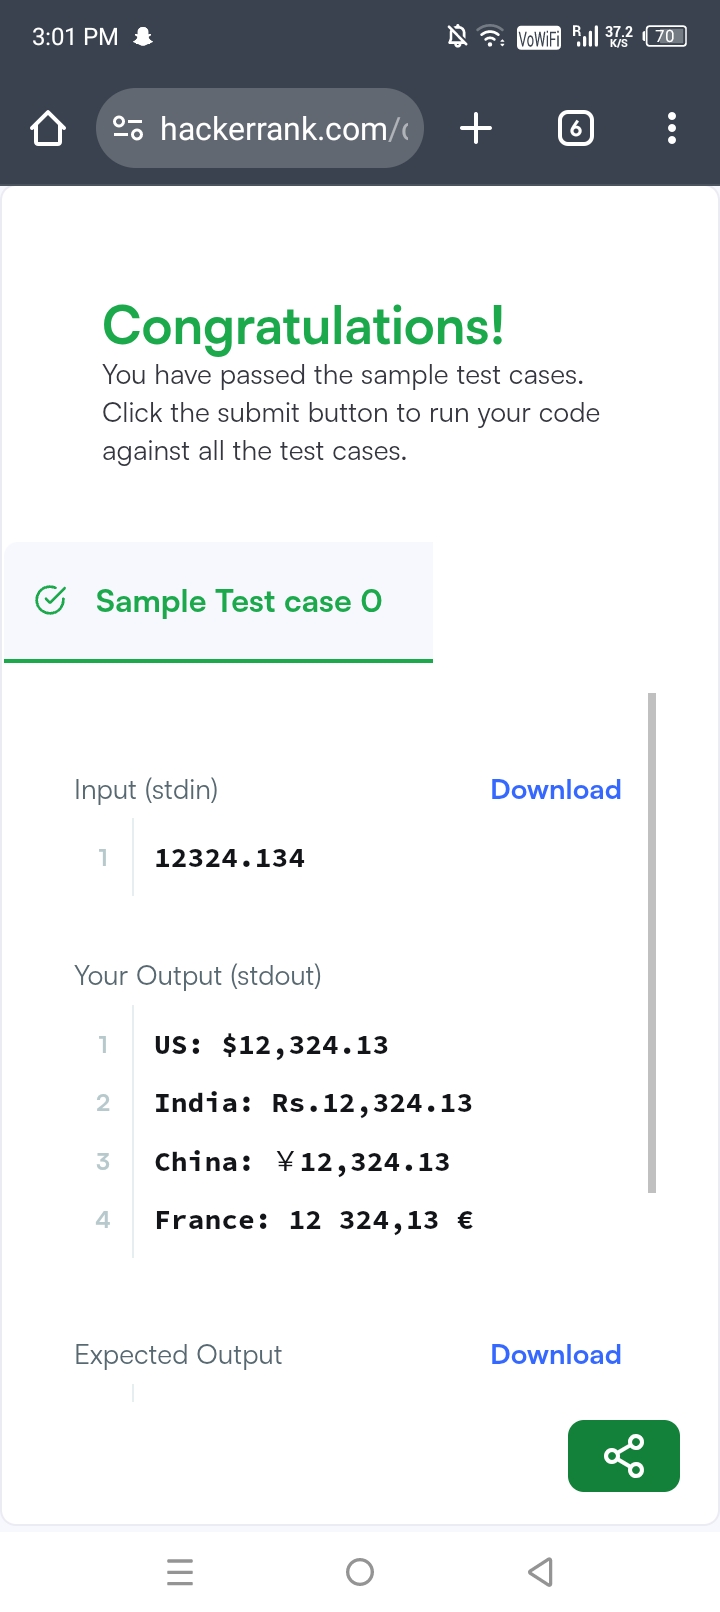 3:01 PM
VoWiFi R 37.2 K/S 70
hackerrank.com/
6
Congratulations!
You have passed the sample test cases.
Click the submit button to run your code
against all the test cases.
Sample Test case 0
Input (stdin) Download
1 12324.134
Your Output (stdout)
1 US: $12,324.13
2 India: Rs.12,324.13
3 China: ¥12,324.13
4 France: 12 324,13 €
Expected Output Download